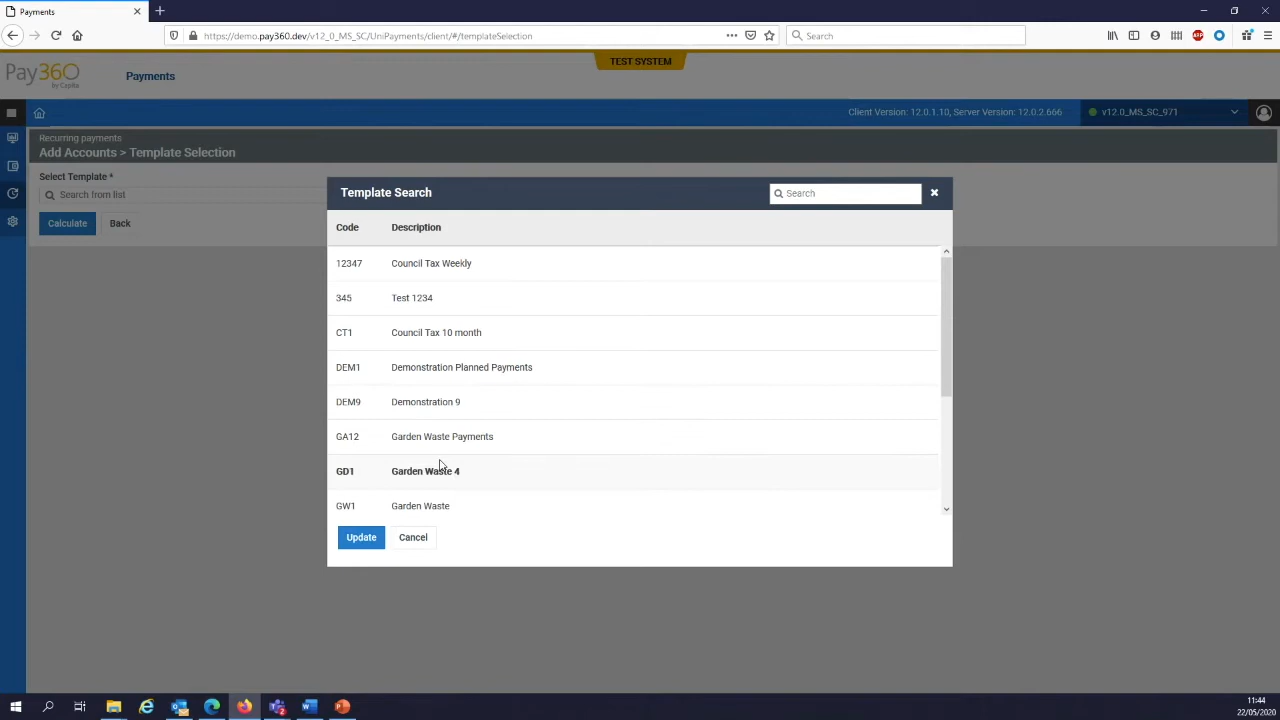 Payments
https://demo.pay360.dev/v12_0_MS_SC/UniPayments/client/#/templateSelection
Search
TEST SYSTEM
Pay360
by Capita
Payments
Client Version: 12.0.1.10, Server Version: 12.0.2.666
v12.0_MS_SC_971
Recurring payments
Add Accounts > Template Selection
Select Template *
Search from list
Calculate
Back
Template Search
Search
Code Description
12347 Council Tax Weekly
345 Test 1234
CT1 Council Tax 10 month
DEM1 Demonstration Planned Payments
DEM9 Demonstration 9
GA12 Garden Waste Payments
GD1 Garden Waste 4
GW1 Garden Waste
Update
Cancel
11:44
22/05/2020